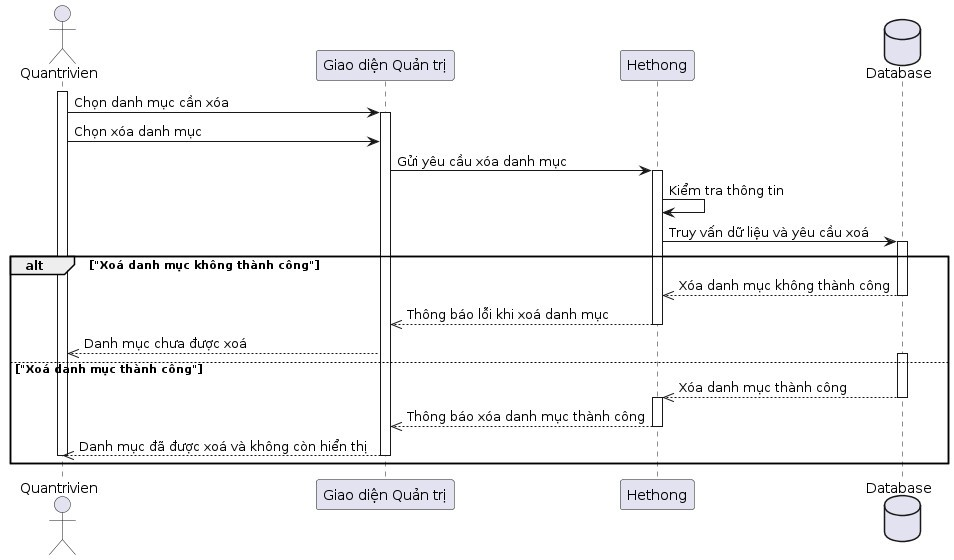 Quantrivien
Giao diện Quản trị
Hethong
Database
Chọn danh mục cần xóa
Chọn xóa danh mục
Gửi yêu cầu xóa danh mục
Kiểm tra thông tin
Truy vấn dữ liệu và yêu cầu xoá
alt
["Xoá danh mục không thành công"]
Xóa danh mục không thành công
Thông báo lỗi khi xoá danh mục
Danh mục chưa được xoá
["Xoá danh mục thành công"]
Xóa danh mục thành công
Thông báo xóa danh mục thành công
Danh mục đã được xoá và không còn hiển thị
Quantrivien
Giao diện Quản trị
Hethong
Database